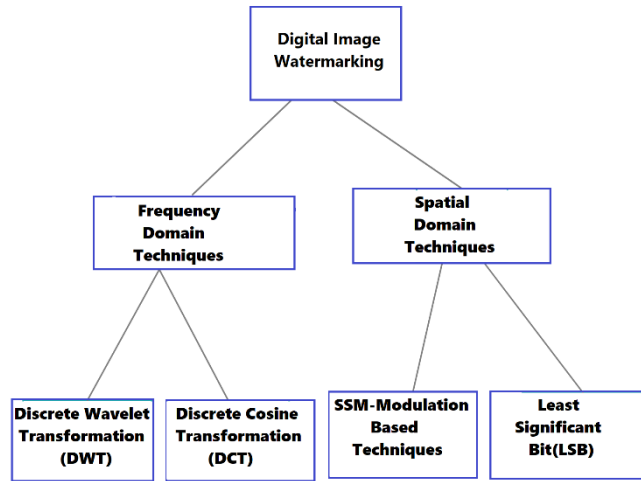 Digital Image
Watermarking
Frequency
Domain
Techniques
Spatial
Domain
Techniques
Discrete Wavelet
Transformation
(DWT)
Discrete Cosine
Transformation
(DCT)
SSM-Modulation
Based
Techniques
Least
Significant
Bit(LSB)